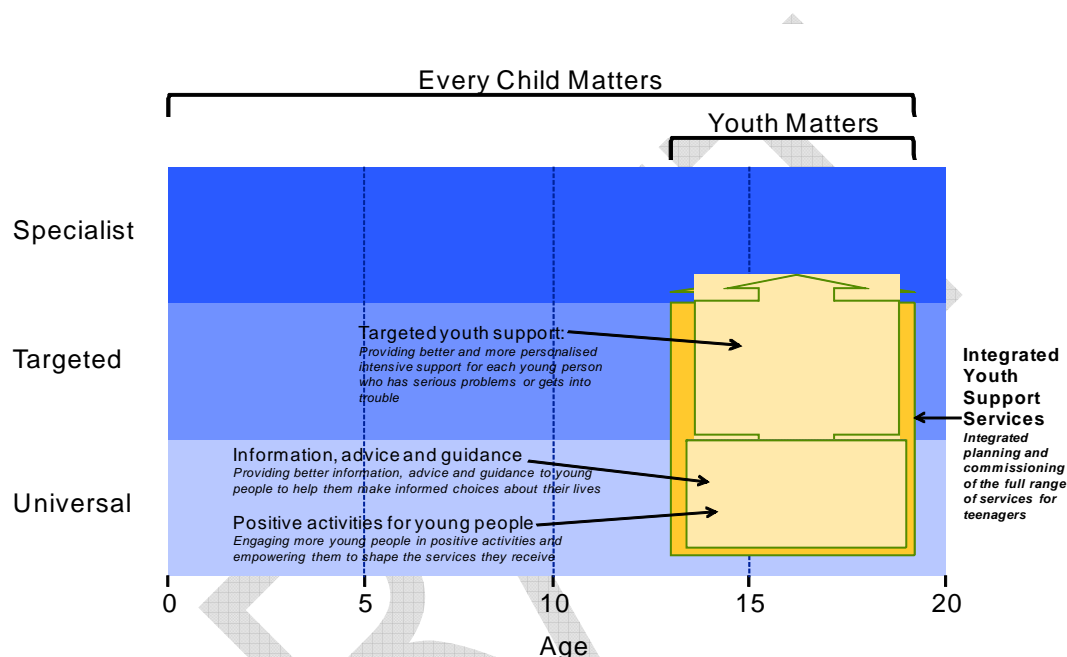 Every Child Matters
Youth Matters
Specialist
Targeted
Universal
Targeted youth support:
Providing better and more personalised
intensive support for each young person
who has serious problems or gets into
trouble
Information, advice and guidance
Providing better information, advice and guidance to young
people to help them make informed choices about their lives
Positive activities for young people
Engaging more young people in positive activities and
empowering them to shape the services they receive
Integrated
Youth
Support
Services
Integrated
planning and
commissioning
of the full range
of services for
teenagers
0 5 10 15 20
Age